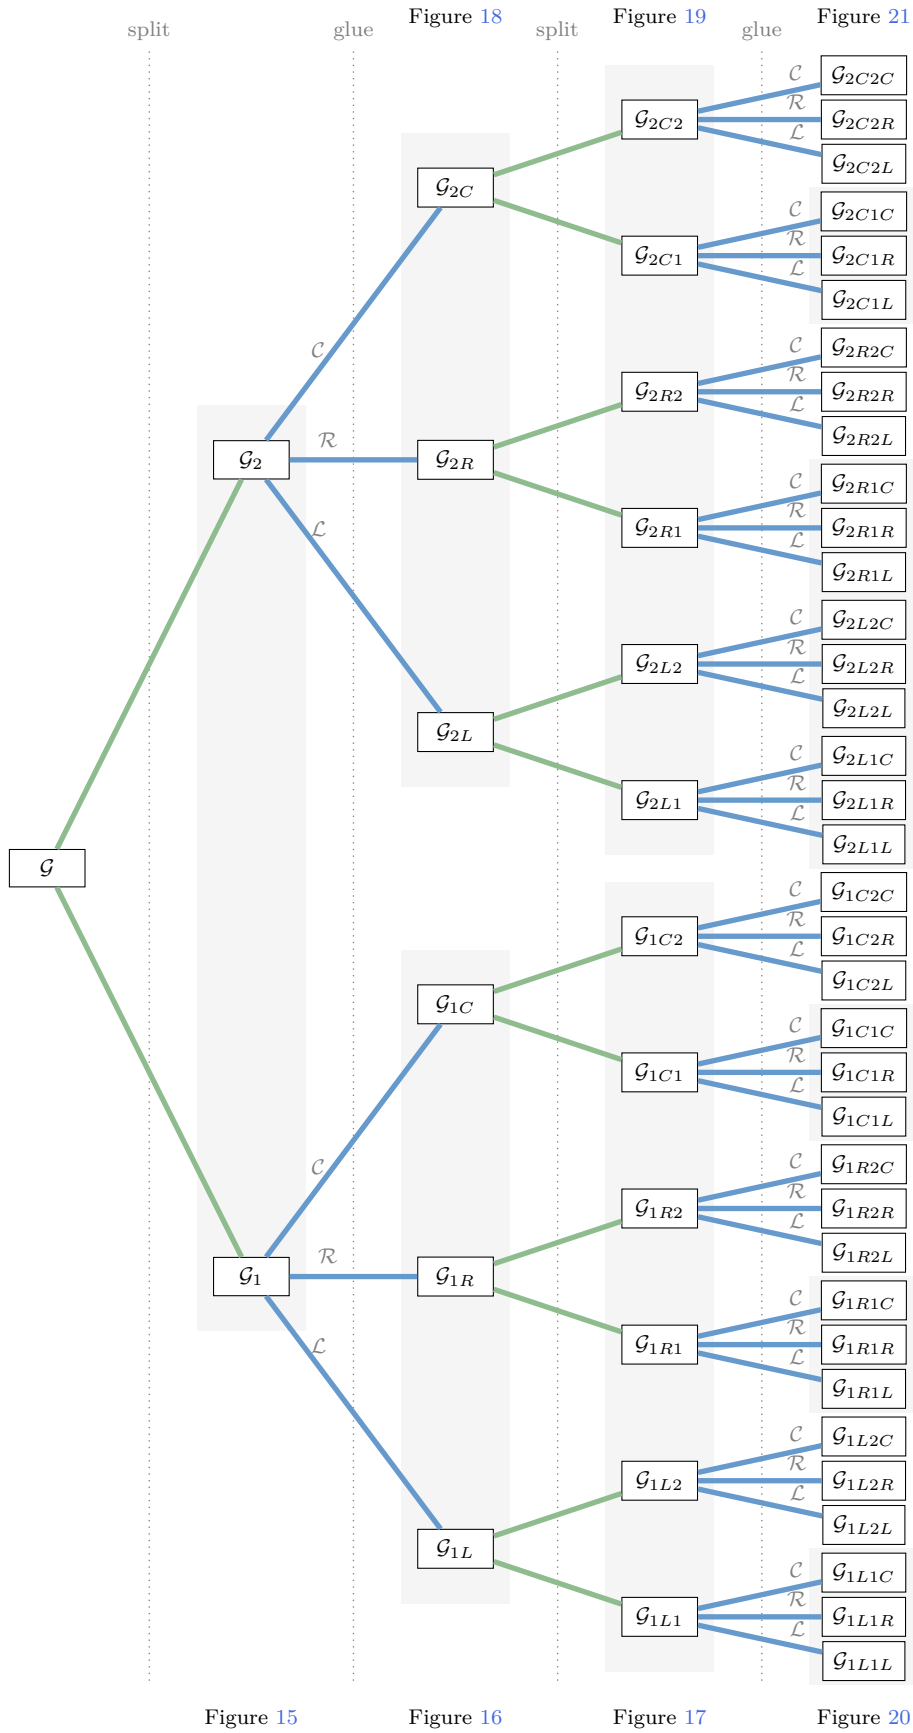 Figure 18 Figure 19 Figure 21
split glue split glue
C 𝒢2C2C
𝒢2C2 R 𝒢2C2R
L 𝒢2C2L
𝒢2C
C 𝒢2C1C
𝒢2C1 R 𝒢2C1R
L 𝒢2C1L
C
C 𝒢2R2C
𝒢2R2 R 𝒢2R2R
L 𝒢2R2L
𝒢2 R 𝒢2R
C 𝒢2R1C
𝒢2R1 R 𝒢2R1R
L 𝒢2R1L
L
C 𝒢2L2C
𝒢2L2 R 𝒢2L2R
L 𝒢2L2L
𝒢2L
C 𝒢2L1C
𝒢2L1 R 𝒢2L1R
L 𝒢2L1L
𝒢
C 𝒢1C2C
𝒢1C2 R 𝒢1C2R
L 𝒢1C2L
𝒢1C
C 𝒢1C1C
𝒢1C1 R 𝒢1C1R
L 𝒢1C1L
C
C 𝒢1R2C
𝒢1R2 R 𝒢1R2R
L 𝒢1R2L
𝒢1 R 𝒢1R
C 𝒢1R1C
𝒢1R1 R 𝒢1R1R
L 𝒢1R1L
L
C 𝒢1L2C
𝒢1L2 R 𝒢1L2R
L 𝒢1L2L
𝒢1L
C 𝒢1L1C
𝒢1L1 R 𝒢1L1R
L 𝒢1L1L
Figure 15 Figure 16 Figure 17 Figure 20